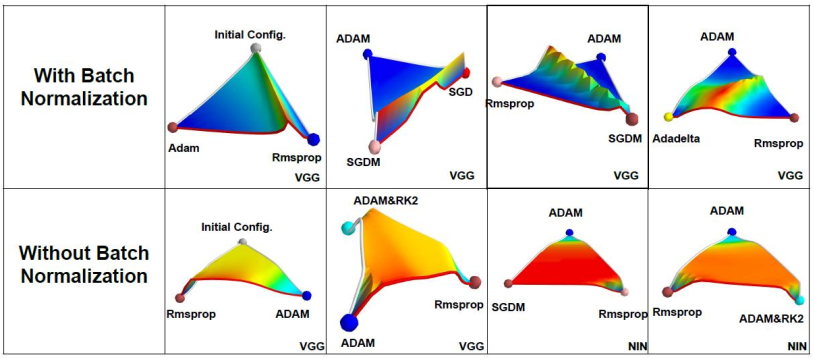 With Batch
Normalization
Initial Config.
Adam
Rmsprop
VGG
ADAM
SGD
SGDM
VGG
ADAM
Rmsprop
SGDM
VGG
ADAM
Adadelta
Rmsprop
VGG
Without Batch
Normalization
Initial Config.
Rmsprop
ADAM
VGG
ADAM&RK2
Rmsprop
ADAM
VGG
ADAM
SGDM
Rmsprop
NIN
ADAM
Rmsprop
ADAM&RK2
NIN